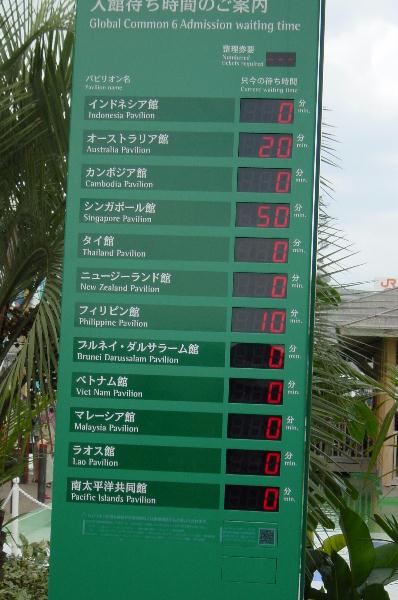 入館待ち時間のご案内
Global Common 6 Admission waiting time
整理券要
Numbered tickets required
パビリオン名
Pavilion name
只今の待ち時間
Current waiting time
インドネシア館
Indonesia Pavilion
0 分 min.
オーストラリア館
Australia Pavilion
20 分 min.
カンボジア館
Cambodia Pavilion
0 分 min.
シンガポール館
Singapore Pavilion
50 分 min.
タイ館
Thailand Pavilion
0 分 min.
ニュージーランド館
New Zealand Pavilion
0 分 min.
フィリピン館
Philippine Pavilion
10 分 min.
ブルネイ・ダルサラーム館
Brunei Darussalam Pavilion
0 分 min.
ベトナム館
Viet Nam Pavilion
0 分 min.
マレーシア館
Malaysia Pavilion
0 分 min.
ラオス館
Lao Pavilion
0 分 min.
南太平洋共同館
Pacific Islands Pavilion
0 分 min.
JR